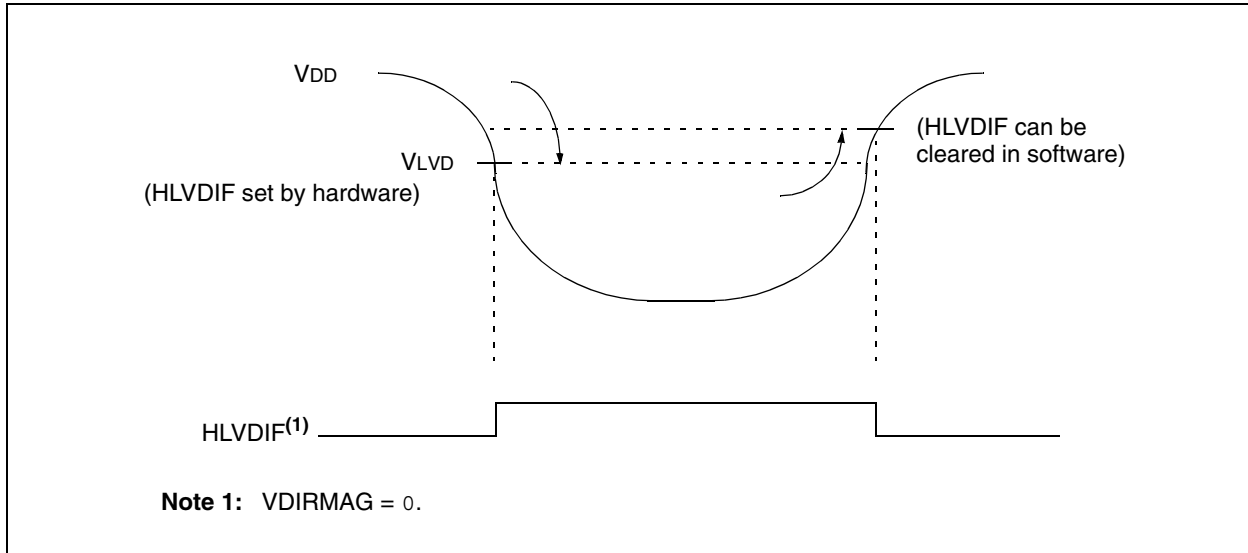 VDD
(HLVDIF can be
cleared in software)
VLVD
(HLVDIF set by hardware)
HLVDIF(1)
Note 1: VDIRMAG = 0.